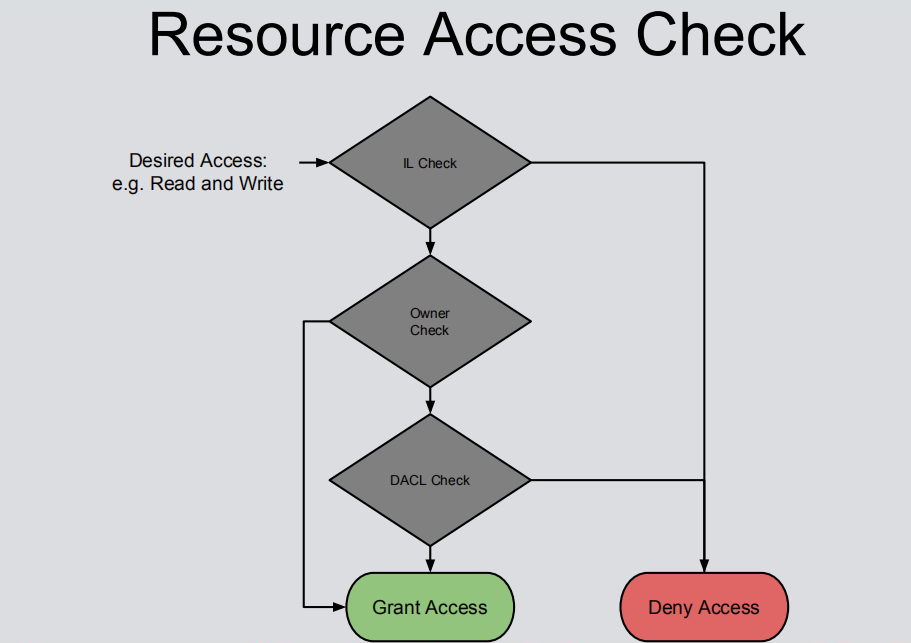 Resource Access Check
Desired Access:
e.g. Read and Write
IL Check
Owner
Check
DACL Check
Grant Access
Deny Access